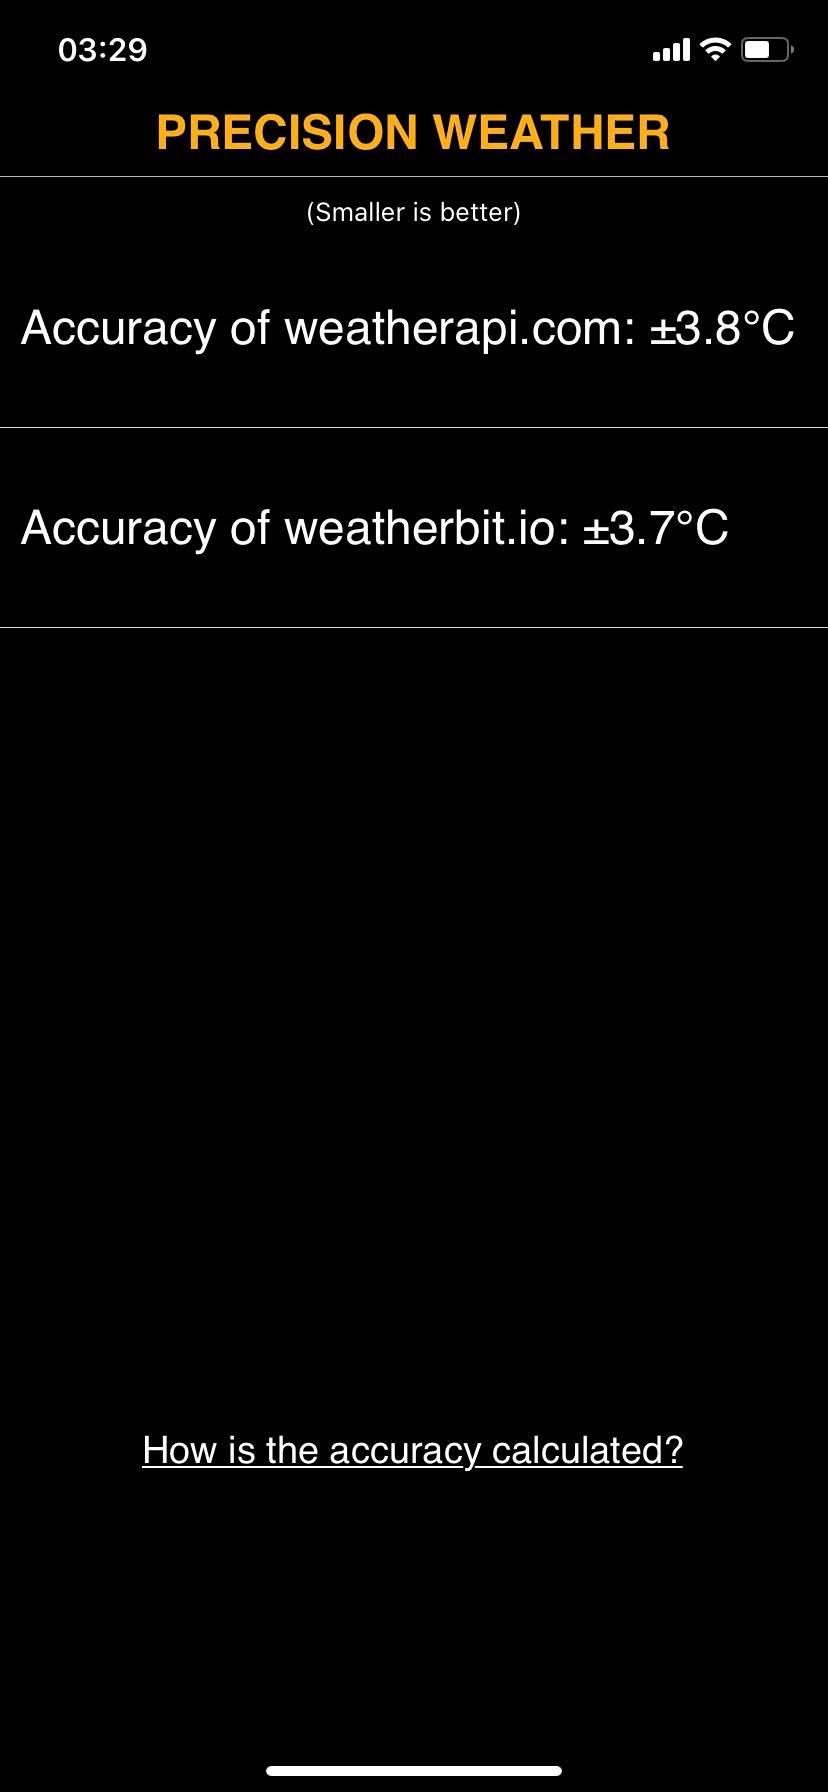 03:29
PRECISION WEATHER
(Smaller is better)
Accuracy of weatherapi.com: ±3.8°C
Accuracy of weatherbit.io: ±3.7°C
How is the accuracy calculated?